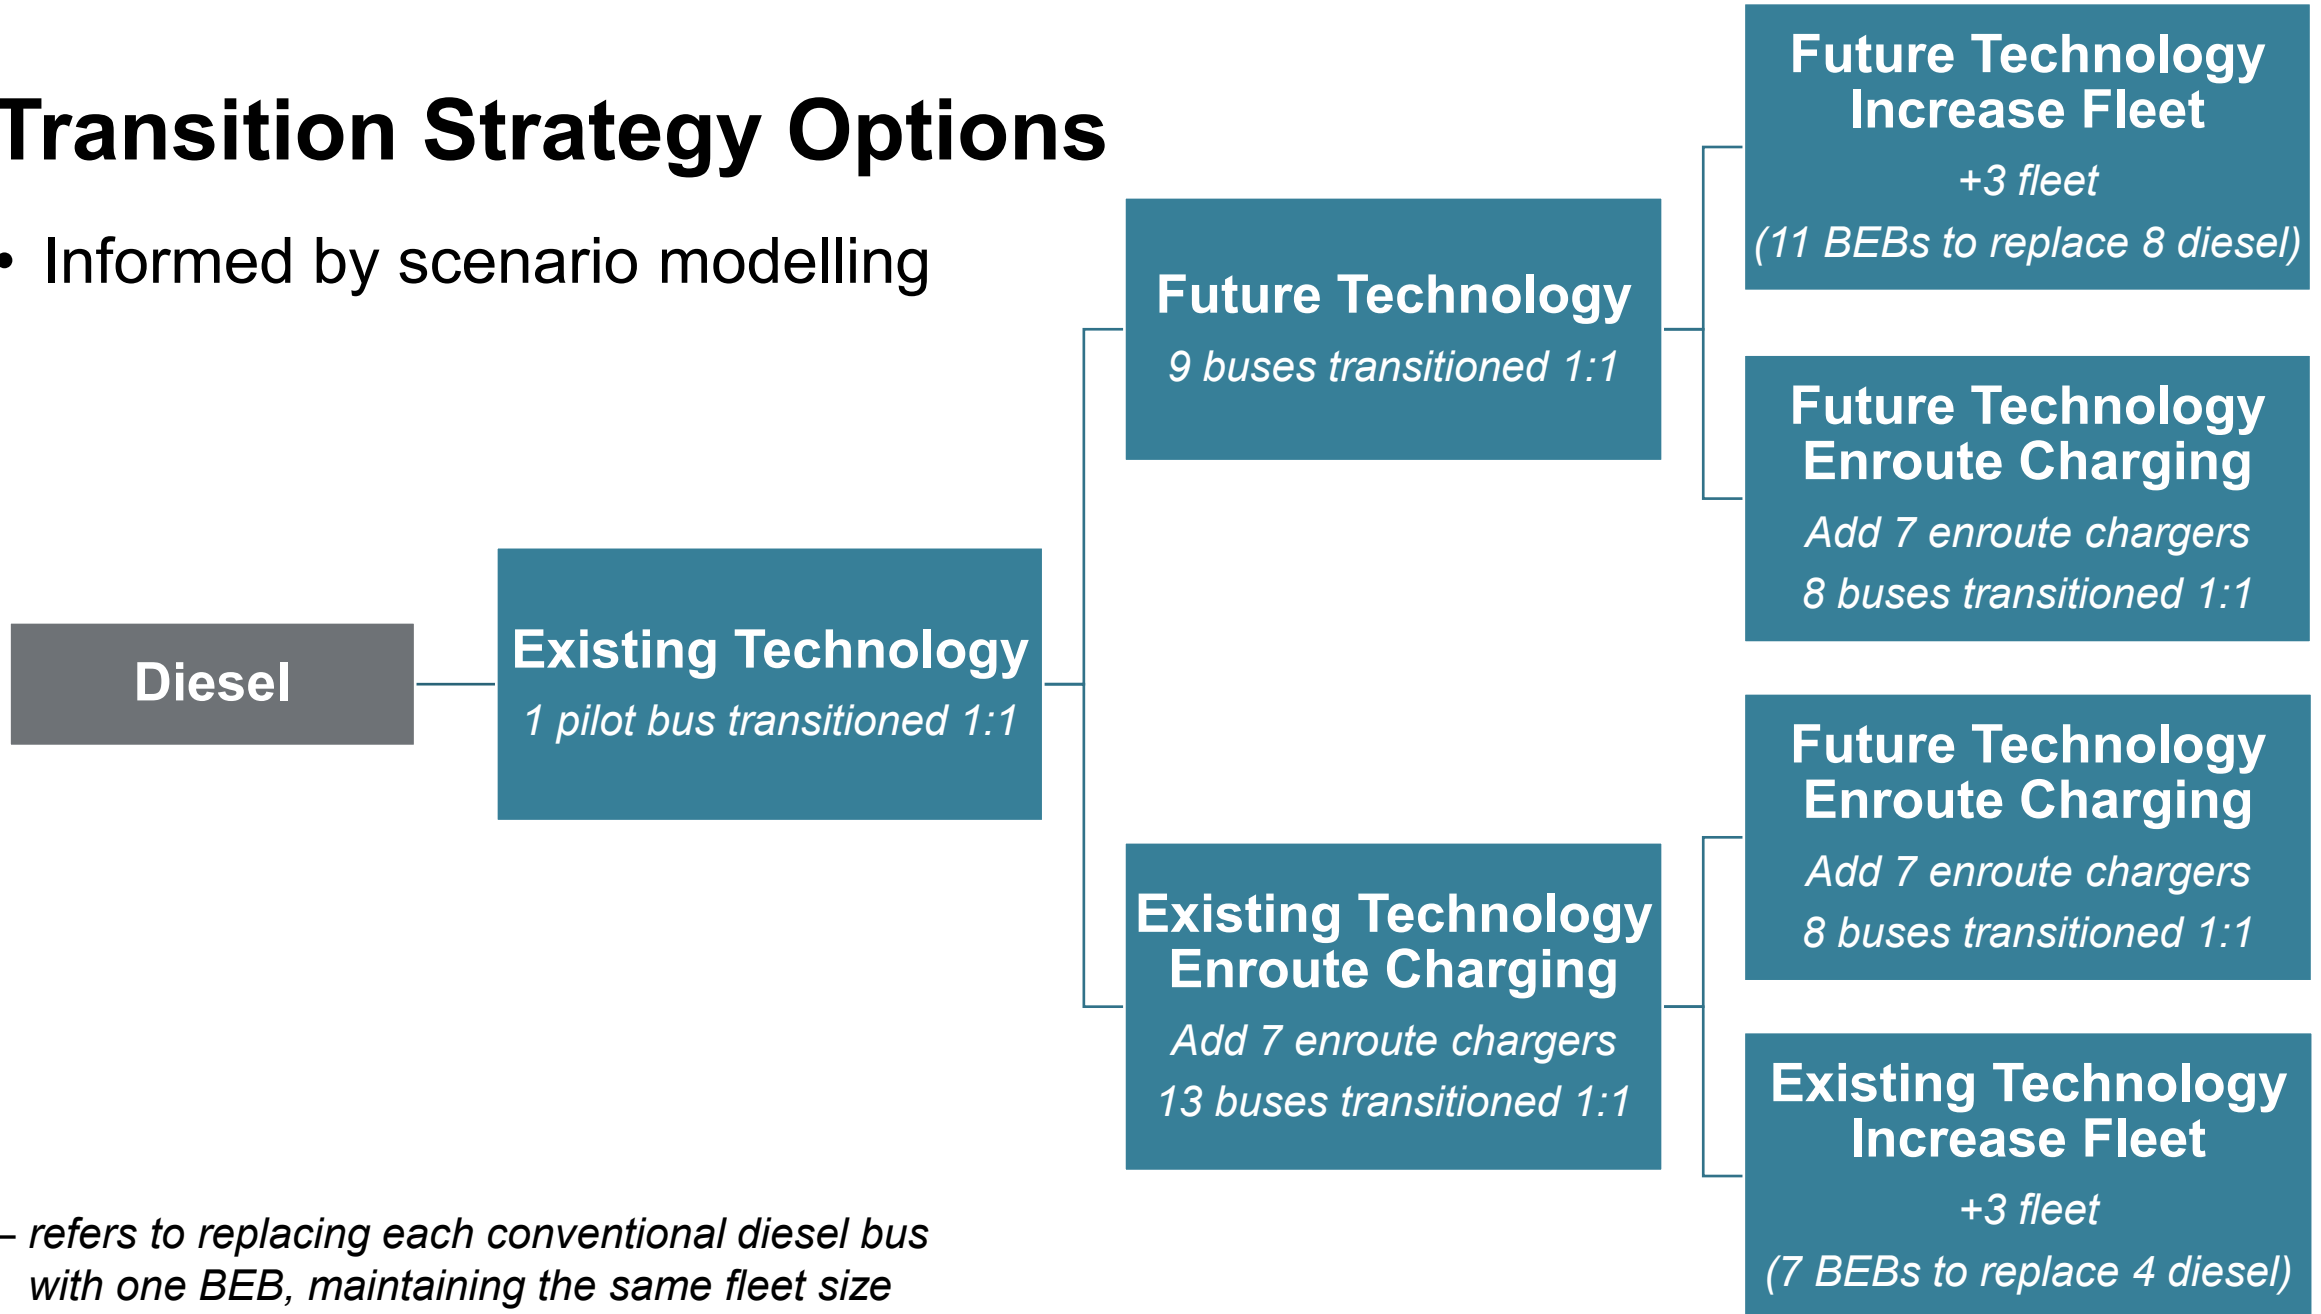 Transition Strategy Options
• Informed by scenario modelling
Diesel
Existing Technology
1 pilot bus transitioned 1:1
Future Technology
9 buses transitioned 1:1
Existing Technology
Enroute Charging
Add 7 enroute chargers
13 buses transitioned 1:1
Future Technology
Increase Fleet
+3 fleet
(11 BEBs to replace 8 diesel)
Future Technology
Enroute Charging
Add 7 enroute chargers
8 buses transitioned 1:1
Future Technology
Enroute Charging
Add 7 enroute chargers
8 buses transitioned 1:1
Existing Technology
Increase Fleet
+3 fleet
(7 BEBs to replace 4 diesel)
– refers to replacing each conventional diesel bus
with one BEB, maintaining the same fleet size